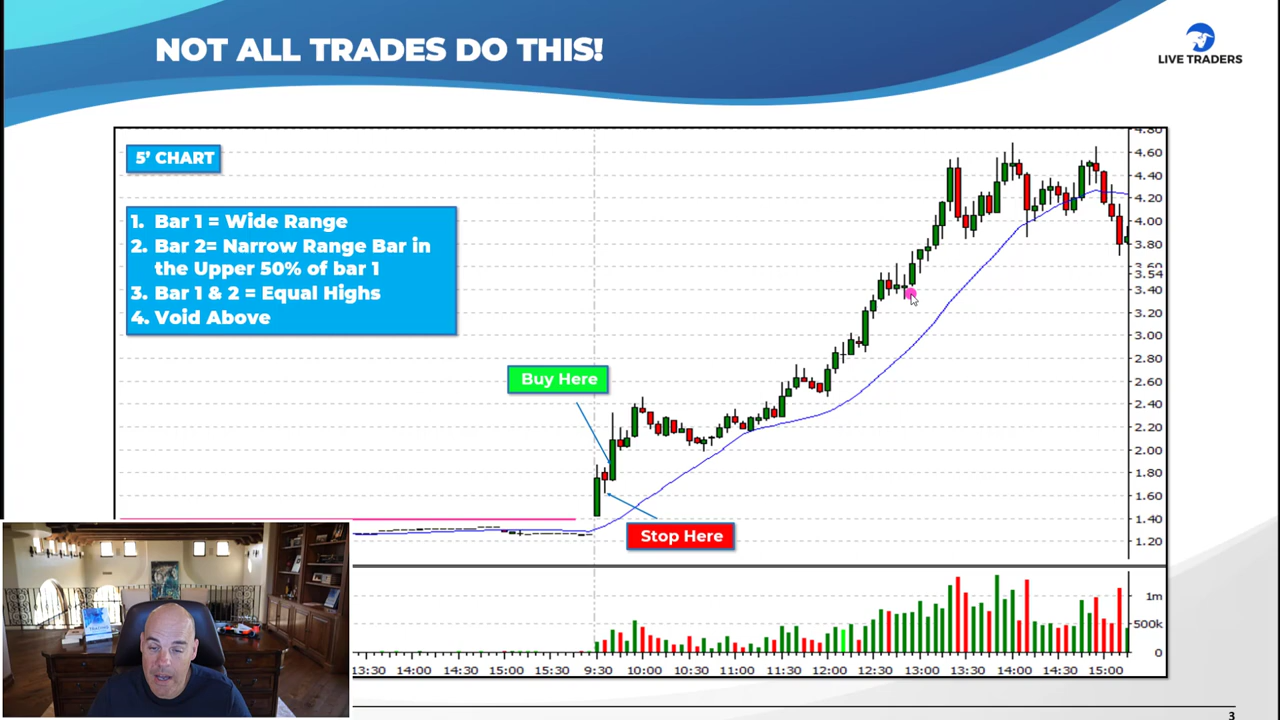 NOT ALL TRADES DO THIS!
LIVE TRADERS
5’ CHART
1. Bar 1 = Wide Range
2. Bar 2= Narrow Range Bar in
the Upper 50% of bar 1
3. Bar 1 & 2 = Equal Highs
4. Void Above
Buy Here
Stop Here
4.80
4.60
4.40
4.20
4.00
3.80
3.60
3.54
3.40
3.20
3.00
2.80
2.60
2.40
2.20
2.00
1.80
1.60
1.40
1.20
1m
500k
0
13:30 14:00 14:30 15:00 15:30 9:30 10:00 10:30 11:00 11:30 12:00 12:30 13:00 13:30 14:00 14:30 15:00
3